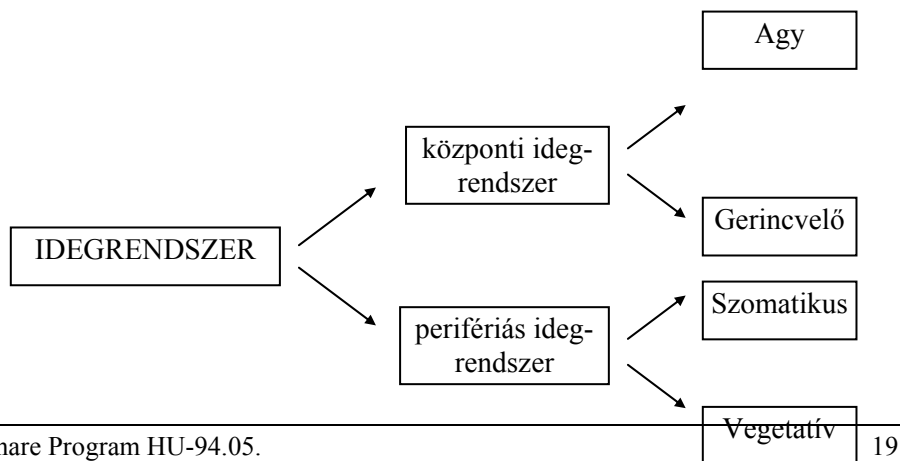 Agy
központi ideg-
rendszer
Gerincvelő
IDEGRENDSZER
Szomatikus
perifériás ideg-
rendszer
Vegetatív
hare Program HU-94.05.
19